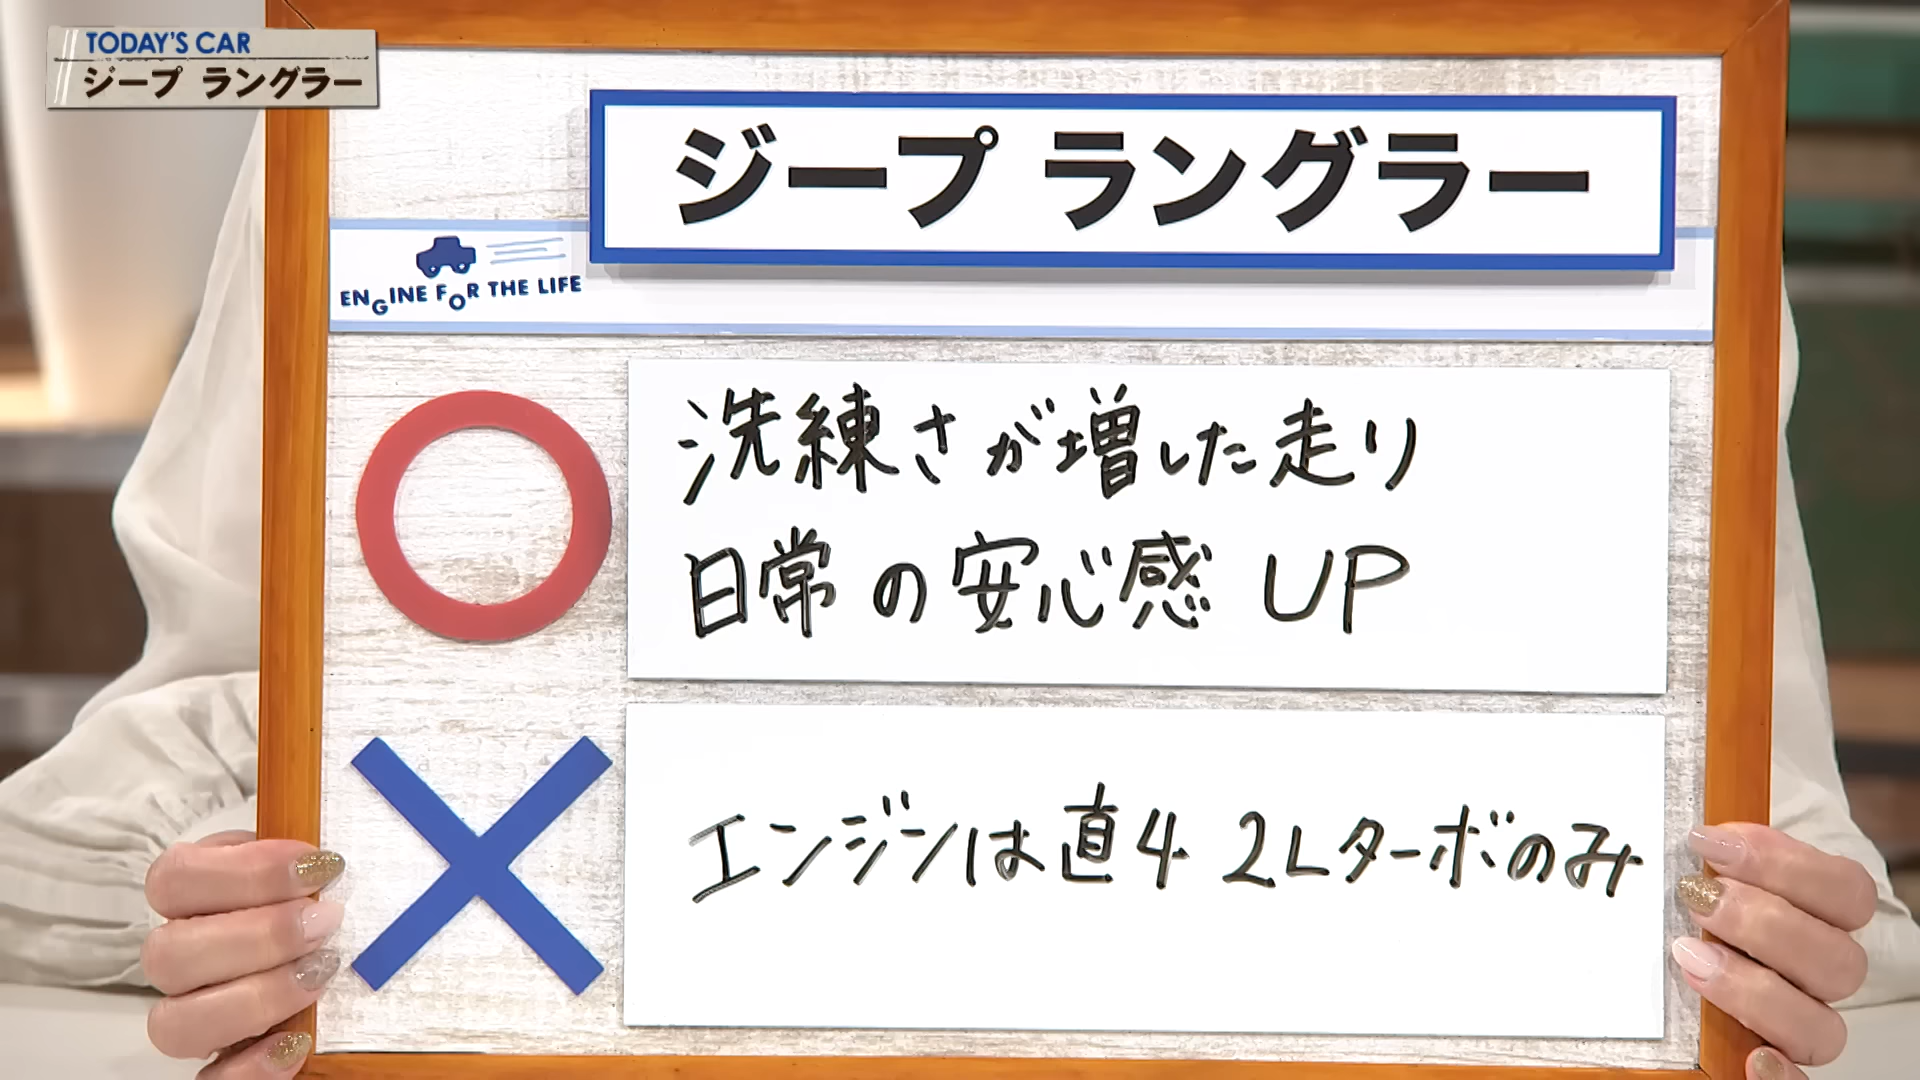 TODAY'S CAR
ジープ ラングラー
ジープ ラングラー
ENGINE FOR THE LIFE
洗練さが増した走り
日常の安心感 UP
エンジンは直4 2Lターボのみ